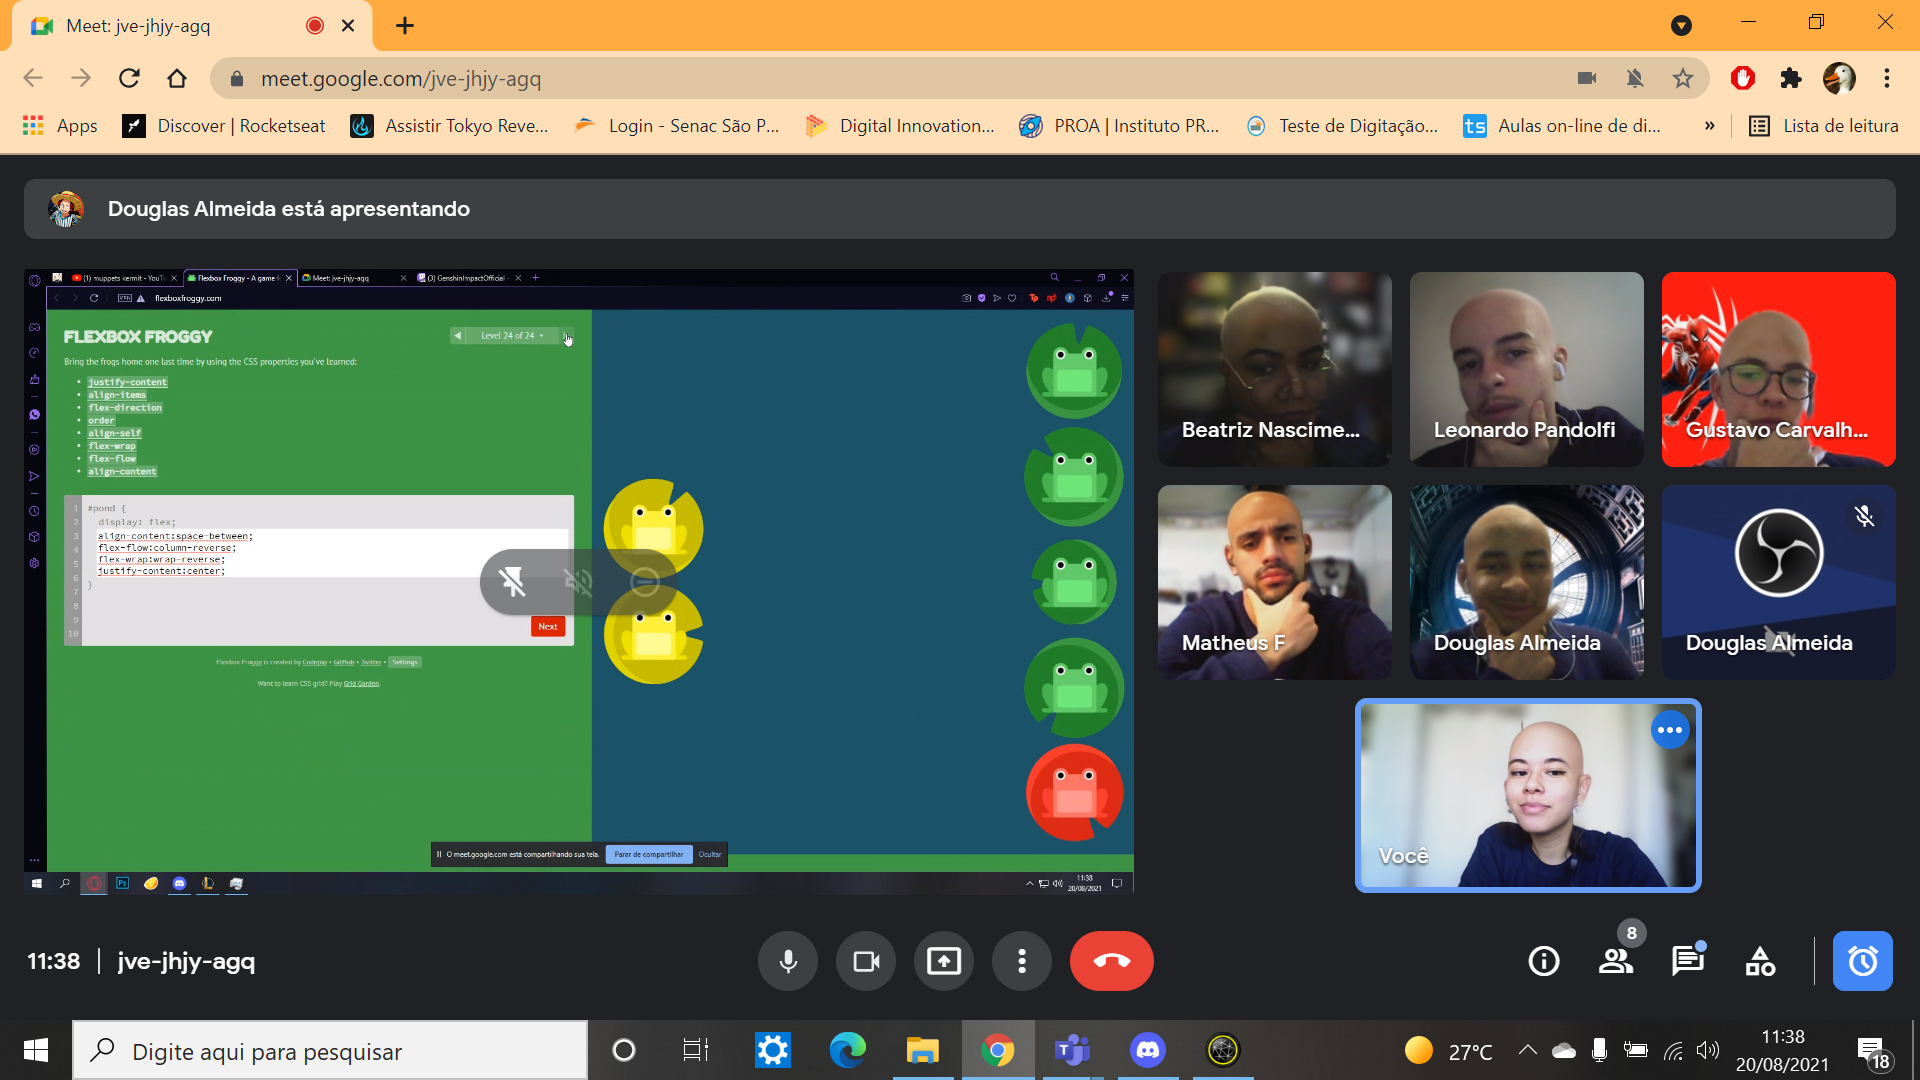 Meet: jve-jhjy-agq
meet.google.com/jve-jhjy-agq
Apps
Discover | Rocketseat
Assistir Tokyo Reve...
Login - Senac São P...
Digital Innovation...
PROA | Instituto PR...
Teste de Digitação...
ts
Aulas on-line de di...
»
Lista de leitura
Douglas Almeida está apresentando
(1) muppets kermit - YouTu
Flexbox Froggy - A game f
Meet: jve-jhjy-agq
(3) GenshinImpactOfficial -
VPN
flexboxfroggy.com
FLEXBOX FROGGY
Level 24 of 24
Bring the frogs home one last time by using the CSS properties you've learned:
justify-content
align-items
flex-direction
order
align-self
flex-wrap
flex-flow
align-content
1 #pond {
2 display: flex;
3 align-content:space-between;
4 flex-flow:column-reverse;
5 flex-wrap:wrap-reverse;
6 justify-content:center;
7 }
8
9
10
Next
Flexbox Froggy is created by Codepip • GitHub • Twitter • Settings
Want to learn CSS grid? Play Grid Garden.
O meet.google.com está compartilhando sua tela.
Parar de compartilhar
Ocultar
Ps
11:38
20/08/2021
Beatriz Nascime...
Leonardo Pandolfi
Gustavo Carvalh...
Matheus F
Douglas Almeida
Douglas Almeida
Você
11:38 | jve-jhjy-agq
8
Digite aqui para pesquisar
27°C
11:38
20/08/2021
18